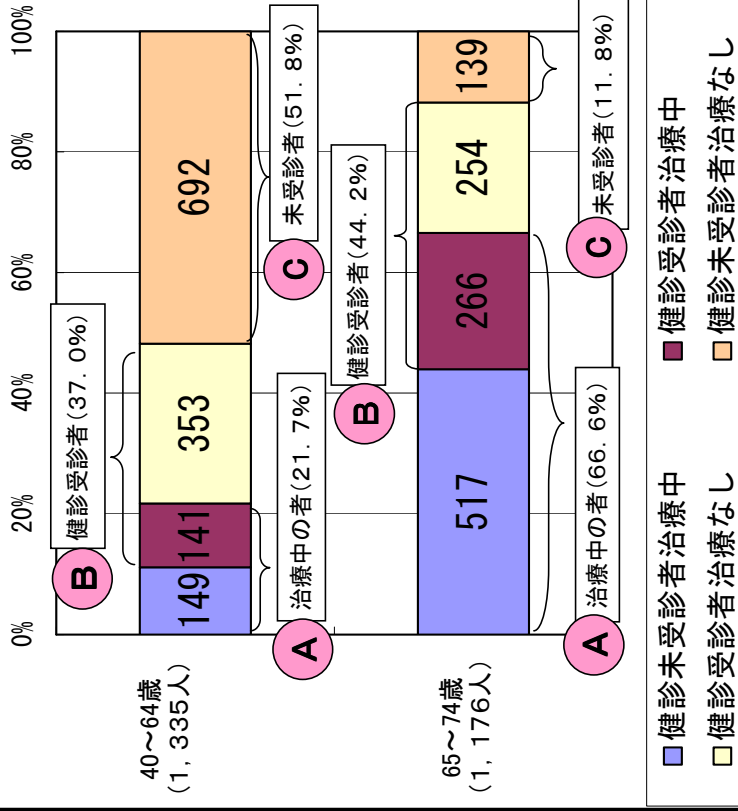 0%
20%
40%
60%
80%
100%
B
健診受診者(37. 0%)
40～64歳
(1, 335人)
149
141
353
692
A
治療中の者(21. 7%)
C
未受診者(51. 8%)
B
健診受診者(44. 2%)
65～74歳
(1, 176人)
517
266
254
139
A
治療中の者(66. 6%)
C
未受診者(11. 8%)
健診未受診者治療中
健診受診者治療中
健診受診者治療なし
健診未受診者治療なし